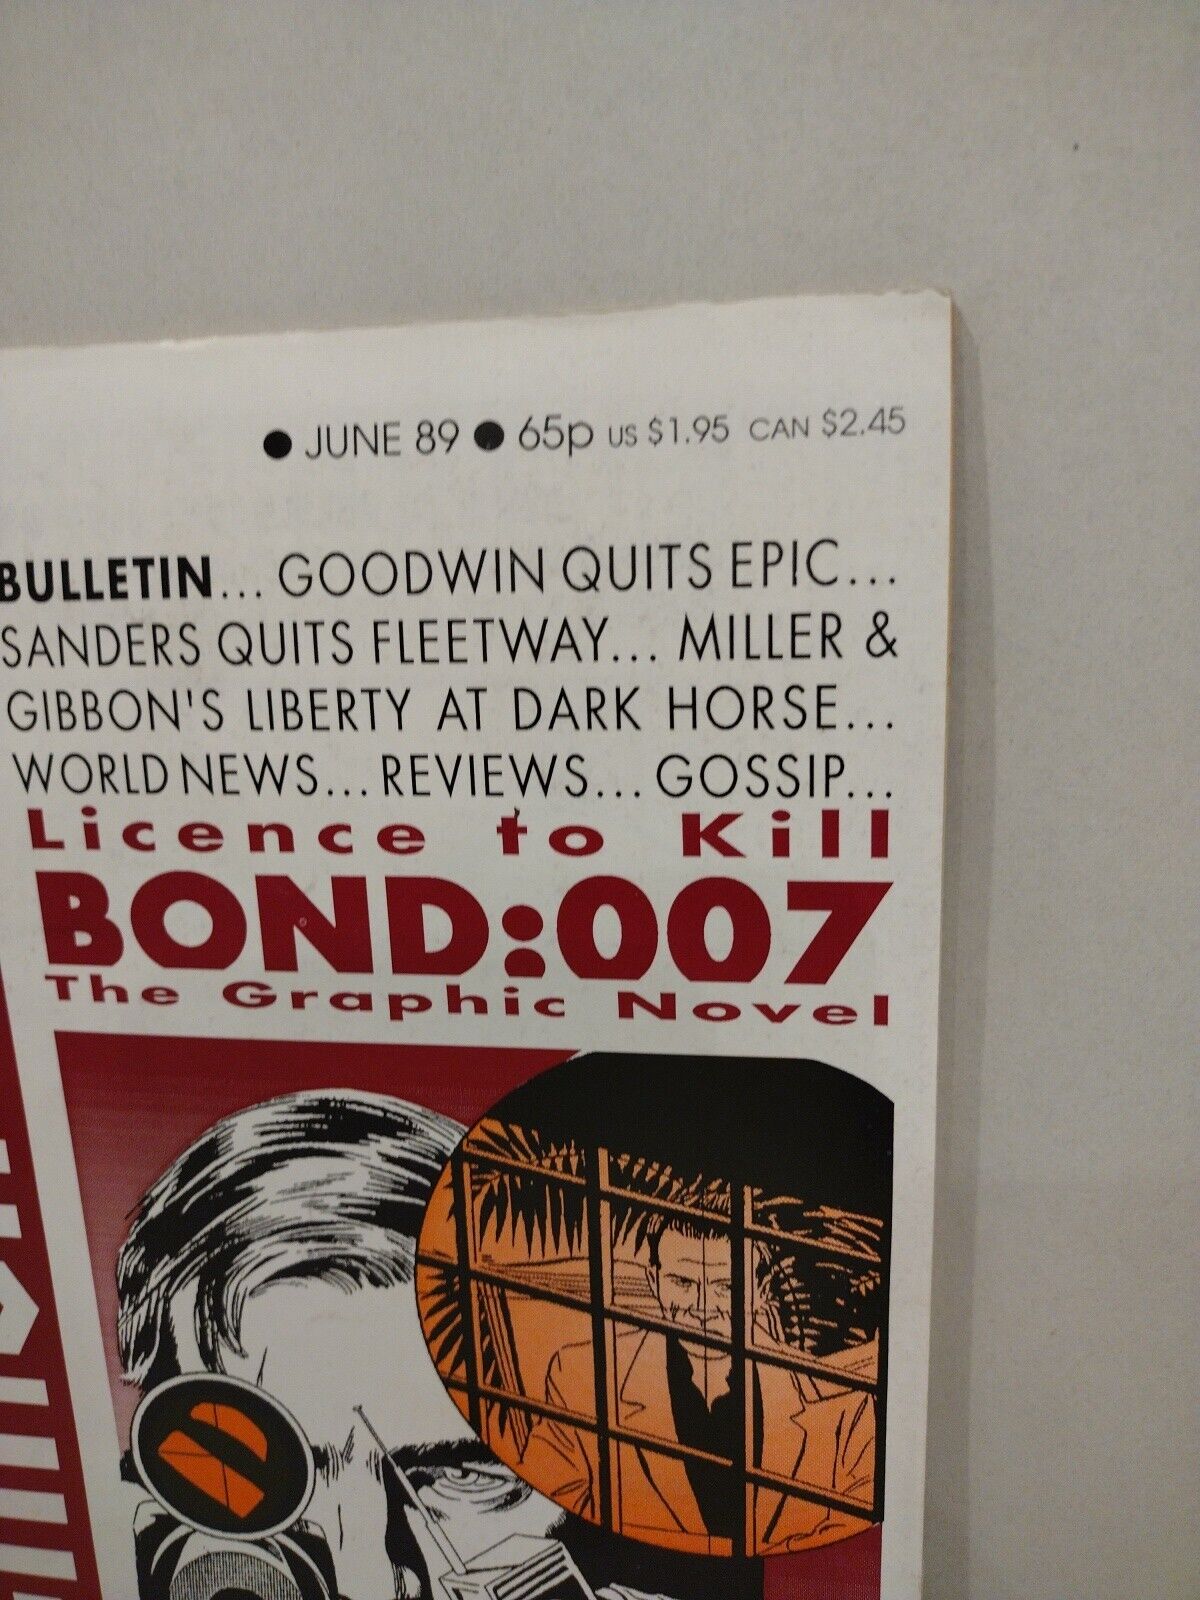 ● JUNE 89 ● 65p US $1.95 CAN $2.45
BULLETIN... GOODWIN QUITS EPIC...
SANDERS QUITS FLEETWAY... MILLER &
GIBBON'S LIBERTY AT DARK HORSE...
WORLD NEWS... REVIEWS... GOSSIP...
Licence to Kill
BOND:007
The Graphic Novel